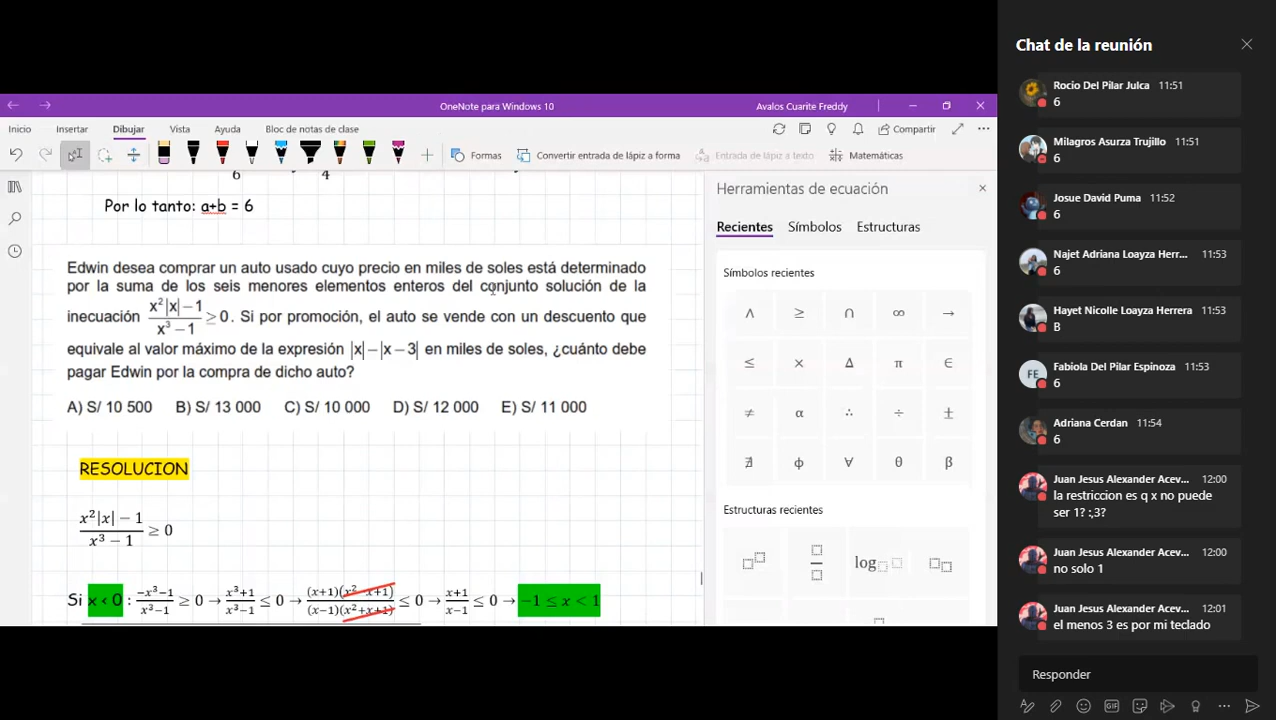 OneNote para Windows 10
Avalos Cuarite Freddy
Inicio Insertar Dibujar Vista Ayuda Bloc de notas de clase
Compartir
Formas Convertir entrada de lápiz a forma Entrada de lápiz a texto Matemáticas
6 4
Por lo tanto: a+b = 6
Edwin desea comprar un auto usado cuyo precio en miles de soles está determinado
por la suma de los seis menores elementos enteros del conjunto solución de la
inecuación (x²|x|−1)/(x³−1) ≥ 0. Si por promoción, el auto se vende con un descuento que
equivale al valor máximo de la expresión |x|−|x−3| en miles de soles, ¿cuánto debe
pagar Edwin por la compra de dicho auto?
A) S/ 10 500 B) S/ 13 000 C) S/ 10 000 D) S/ 12 000 E) S/ 11 000
RESOLUCION
(x²|x| − 1)/(x³ − 1) ≥ 0
Si x < 0 : (−x³−1)/(x³−1) ≥ 0 → (x³+1)/(x³−1) ≤ 0 → (x+1)(x²−x+1)/(x−1)(x²+x+1) ≤ 0 → (x+1)/(x−1) ≤ 0 → −1 ≤ x < 1
Herramientas de ecuación
Recientes Símbolos Estructuras
Símbolos recientes
∧ ≥ ∩ ∞ →
≤ × Δ π ∈
≠ α ∴ ÷ ±
∄ ϕ ∀ θ β
Estructuras recientes
log
Chat de la reunión
Rocio Del Pilar Julca 11:51
6
Milagros Asurza Trujillo 11:51
6
Josue David Puma 11:52
6
Najet Adriana Loayza Herr... 11:53
6
Hayet Nicolle Loayza Herrera 11:53
B
FE
Fabiola Del Pilar Espinoza 11:53
6
Adriana Cerdan 11:54
6
Juan Jesus Alexander Acev... 12:00
la restriccion es q x no puede
ser 1? :,3?
Juan Jesus Alexander Acev... 12:00
no solo 1
Juan Jesus Alexander Acev... 12:01
el menos 3 es por mi teclado
Responder